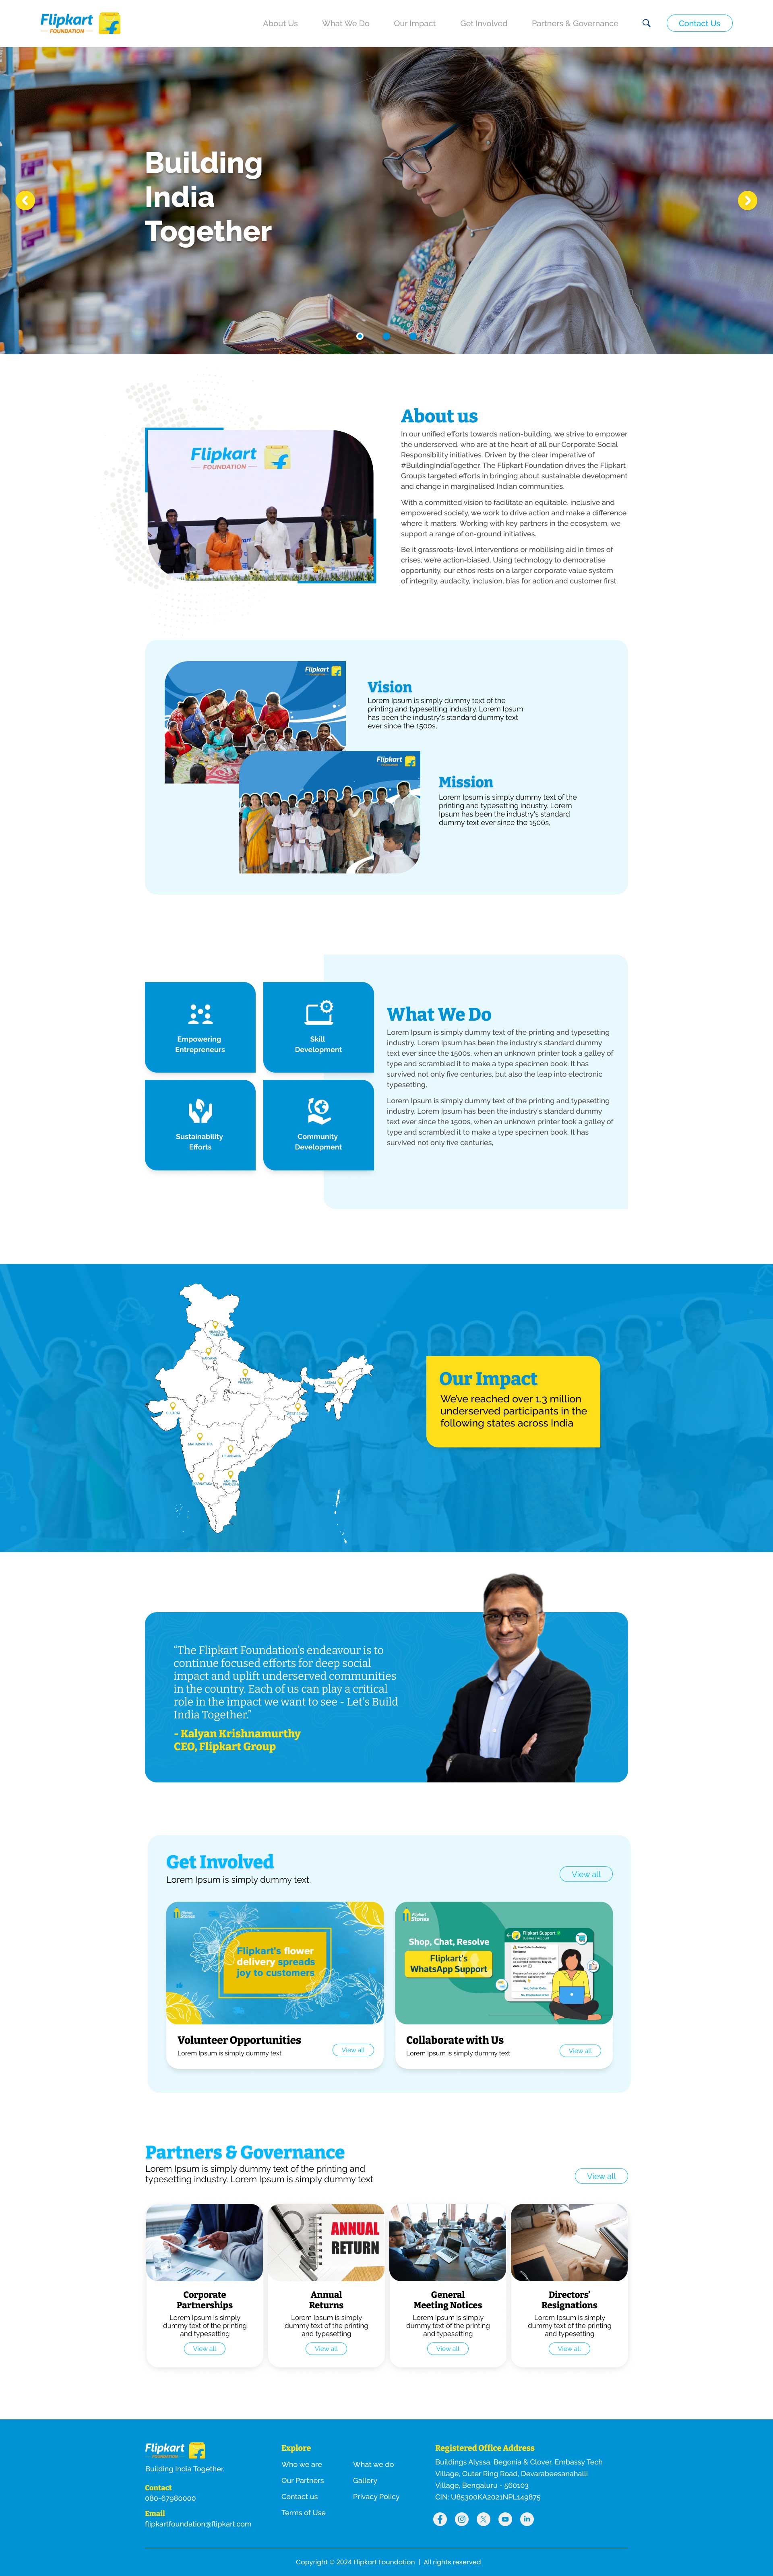 Flipkart
FOUNDATION
About Us
What We Do
Our Impact
Get Involved
Partners & Governance
Contact Us
Building
India
Together
Flipkart
FOUNDATION
About us
In our unified efforts towards nation-building, we strive to empower
the underserved, who are at the heart of all our Corporate Social
Responsibility initiatives. Driven by the clear imperative of
#BuildingIndiaTogether, The Flipkart Foundation drives the Flipkart
Group's targeted efforts in bringing about sustainable development
and change in marginalised Indian communities.
With a committed vision to facilitate an equitable, inclusive and
empowered society, we work to drive action and make a difference
where it matters. Working with key partners in the ecosystem, we
support a range of on-ground initiatives.
Be it grassroots-level interventions or mobilising aid in times of
crises, we're action-biased. Using technology to democratise
opportunity, our ethos rests on a larger corporate value system
of integrity, audacity, inclusion, bias for action and customer first.
Flipkart
Vision
Lorem Ipsum is simply dummy text of the
printing and typesetting industry. Lorem Ipsum
has been the industry's standard dummy text
ever since the 1500s,
Flipkart
Mission
Lorem Ipsum is simply dummy text of the
printing and typesetting industry. Lorem
Ipsum has been the industry's standard
dummy text ever since the 1500s,
Empowering
Entrepreneurs
Skill
Development
Sustainability
Efforts
Community
Development
What We Do
Lorem Ipsum is simply dummy text of the printing and typesetting
industry. Lorem Ipsum has been the industry's standard dummy
text ever since the 1500s, when an unknown printer took a galley of
type and scrambled it to make a type specimen book. It has
survived not only five centuries, but also the leap into electronic
typesetting,
Lorem Ipsum is simply dummy text of the printing and typesetting
industry. Lorem Ipsum has been the industry's standard dummy
text ever since the 1500s, when an unknown printer took a galley of
type and scrambled it to make a type specimen book. It has
survived not only five centuries,
HARYANA
UTTAR
PRADESH
ASSAM
GUJARAT
WEST BENGAL
MAHARASHTRA
TELANGANA
KARNATAKA
ANDHRA
PRADESH
Our Impact
We've reached over 1.3 million
underserved participants in the
following states across India
"The Flipkart Foundation's endeavour is to
continue focused efforts for deep social
impact and uplift underserved communities
in the country. Each of us can play a critical
role in the impact we want to see - Let's Build
India Together."
- Kalyan Krishnamurthy
CEO, Flipkart Group
Get Involved
Lorem Ipsum is simply dummy text.
View all
Flipkart
Stories
Flipkart's flower
delivery spreads
joy to customers
Volunteer Opportunities
Lorem Ipsum is simply dummy text
View all
Flipkart
Stories
Shop, Chat, Resolve
Flipkart's
WhatsApp Support
Flipkart Support
Collaborate with Us
Lorem Ipsum is simply dummy text
View all
Partners & Governance
Lorem Ipsum is simply dummy text of the printing and
typesetting industry. Lorem Ipsum is simply dummy text
View all
ANNUAL
RETURN
Corporate
Partnerships
Lorem Ipsum is simply
dummy text of the printing
and typesetting
View all
Annual
Returns
Lorem Ipsum is simply
dummy text of the printing
and typesetting
View all
General
Meeting Notices
Lorem Ipsum is simply
dummy text of the printing
and typesetting
View all
Directors'
Resignations
Lorem Ipsum is simply
dummy text of the printing
and typesetting
View all
Flipkart
FOUNDATION
Building India Together.
Contact
080-67980000
Email
flipkartfoundation@flipkart.com
Explore
Who we are
What we do
Our Partners
Gallery
Contact us
Privacy Policy
Terms of Use
Registered Office Address
Buildings Alyssa, Begonia & Clover, Embassy Tech
Village, Outer Ring Road, Devarabeesanahalli
Village, Bengaluru - 560103
CIN: U85300KA2021NPL149875
Copyright © 2024 Flipkart Foundation | All rights reserved